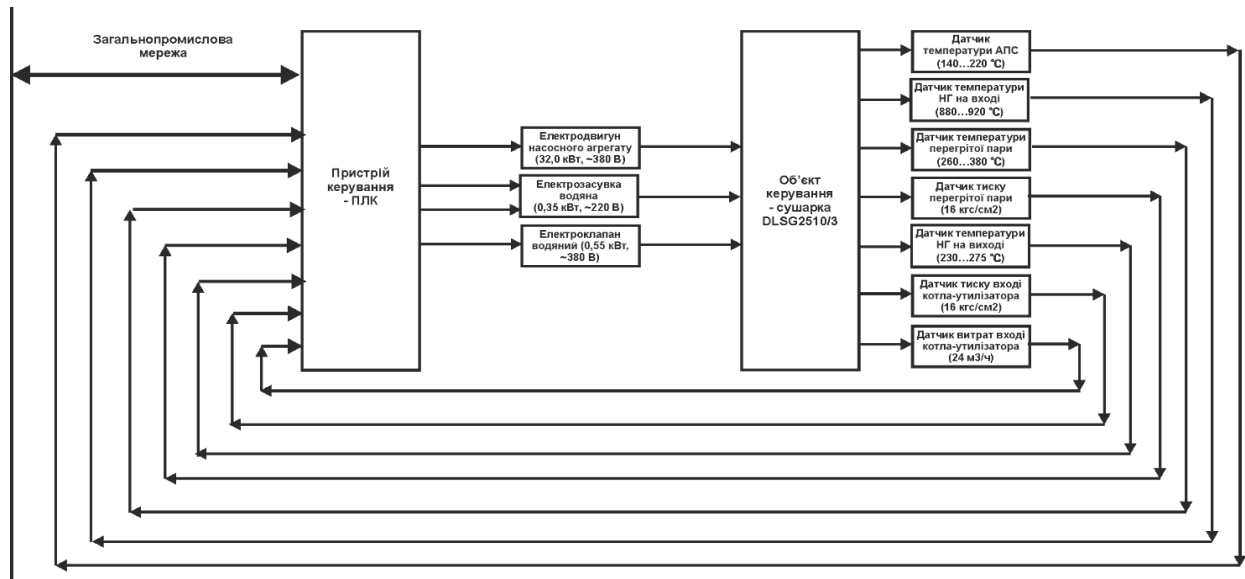 Загальнопромислова
мережа
Пристрій
керування
- ПЛК
Електродвигун
насосного агрегату
(32,0 кВт, ~380 В)
Електрозасувка
водяна
(0,35 кВт, ~220 В)
Електроклапан
водяний (0,55 кВт,
~380 В)
Об'єкт
керування
- сушарка
DLSG2510/3
Датчик
температури АПС
(140...220 °C)
Датчик температури
НГ на вході
(880...920 °C)
Датчик температури
перегрітої пари
(260...380 °C)
Датчик тиску
перегрітої пари
(16 кгс/см2)
Датчик температури
НГ на виході
(230...275 °C)
Датчик тиску вході
котла-утилізатора
(16 кгс/см2)
Датчик витрат вході
котла-утилізатора
(24 м3/ч)